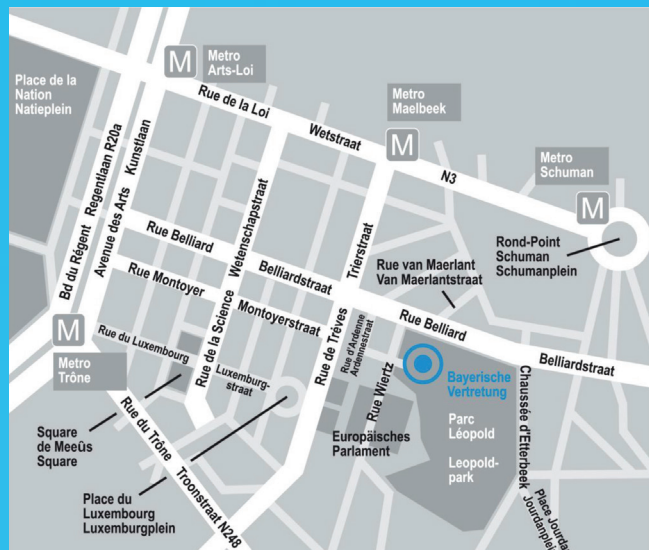 M
Metro
Arts-Loi
Place de la
Nation
Natieplein
Rue de la Loi
Wetstraat
Metro
Maelbeek
M
N3
Metro
Schuman
M
Rond-Point
Schuman
Schumanplein
Bd du Régent Regentlaan R20a
Avenue des Arts Kunstlaan
Rue Belliard
Belliardstraat
Rue Belliard
Belliardstraat
Wetenschapstraat
Rue de la Science
Trierstraat
Rue de Trèves
Rue van Maerlant
Van Maerlantstraat
Rue Montoyer
Montoyerstraat
M
Metro
Trône
Rue du Luxembourg
Luxemburg-
straat
Rue d'Ardenne
Ardennestraat
Rue Wiertz
Bayerische
Vertretung
Parc
Léopold
Leopold-
park
Chaussée d'Etterbeek
Europäisches
Parlament
Square
de Meeûs
Square
Rue du Trône
Troonstraat N248
Place du
Luxembourg
Luxemburgplein
Place Jourda
Jourdanplein